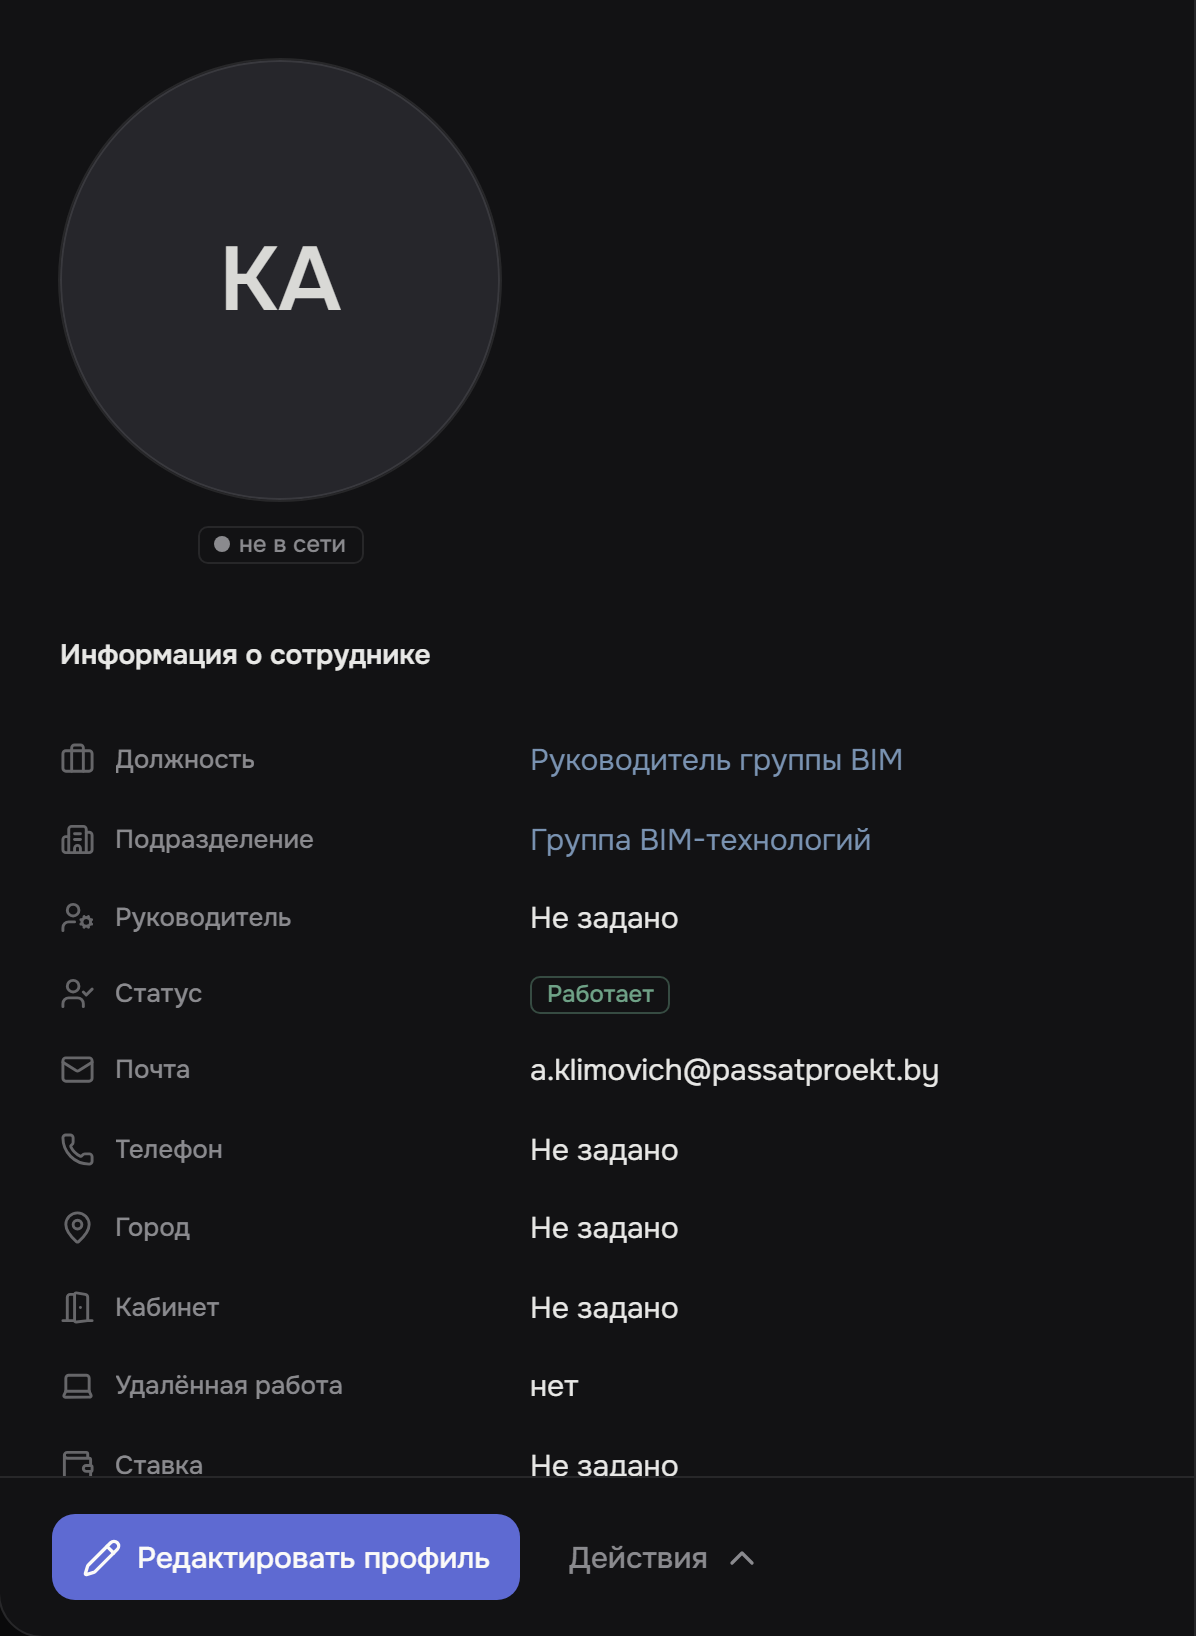 КА
не в сети
Информация о сотруднике
Должность
Руководитель группы BIM
Подразделение
Группа BIM-технологий
Руководитель
Не задано
Статус
Работает
Почта
a.klimovich@passatproekt.by
Телефон
Не задано
Город
Не задано
Кабинет
Не задано
Удалённая работа
нет
Ставка
Не задано
Редактировать профиль
Действия